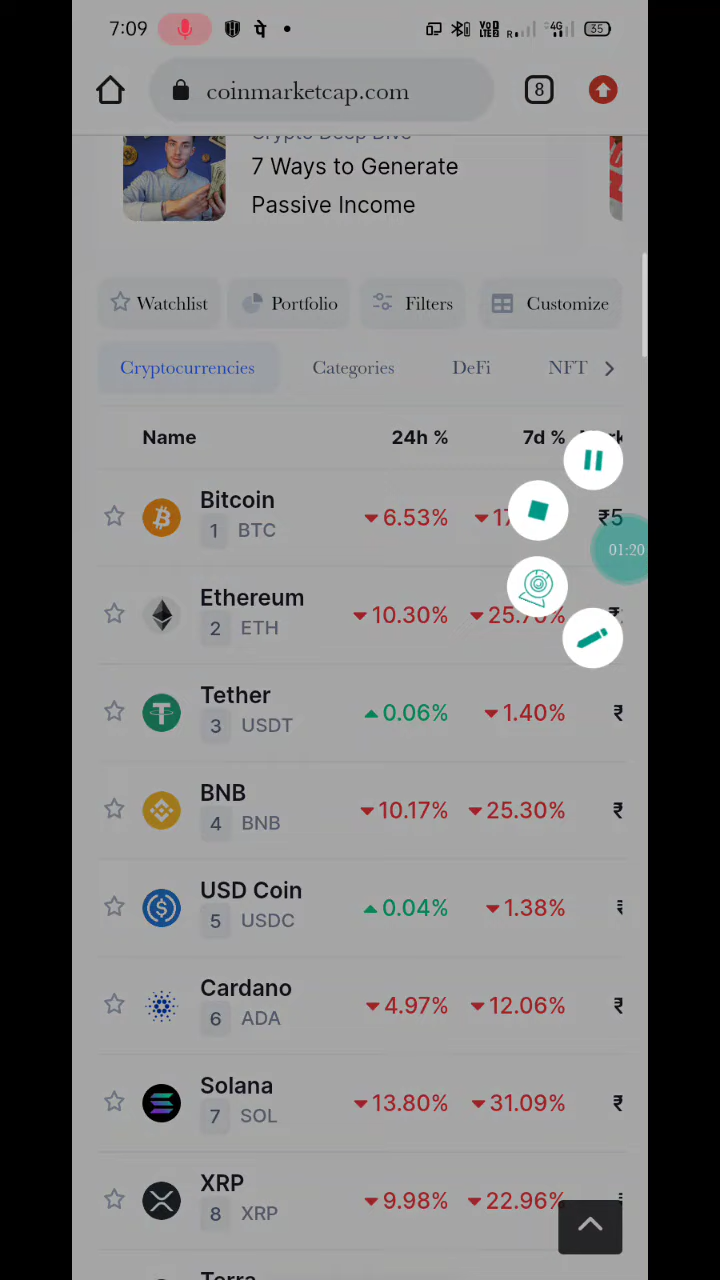 7:09
35
coinmarketcap.com
8
Crypto Deep Dive
7 Ways to Generate
Passive Income
Watchlist
Portfolio
Filters
Customize
Cryptocurrencies
Categories
DeFi
NFT
Name
24h %
7d %
Bitcoin
1 BTC
6.53%
₹5
01:20
Ethereum
2 ETH
10.30%
₹
Tether
3 USDT
0.06%
1.40%
₹
BNB
4 BNB
10.17%
25.30%
₹
USD Coin
5 USDC
0.04%
1.38%
₹
Cardano
6 ADA
4.97%
12.06%
₹
Solana
7 SOL
13.80%
31.09%
₹
XRP
8 XRP
9.98%
22.96%